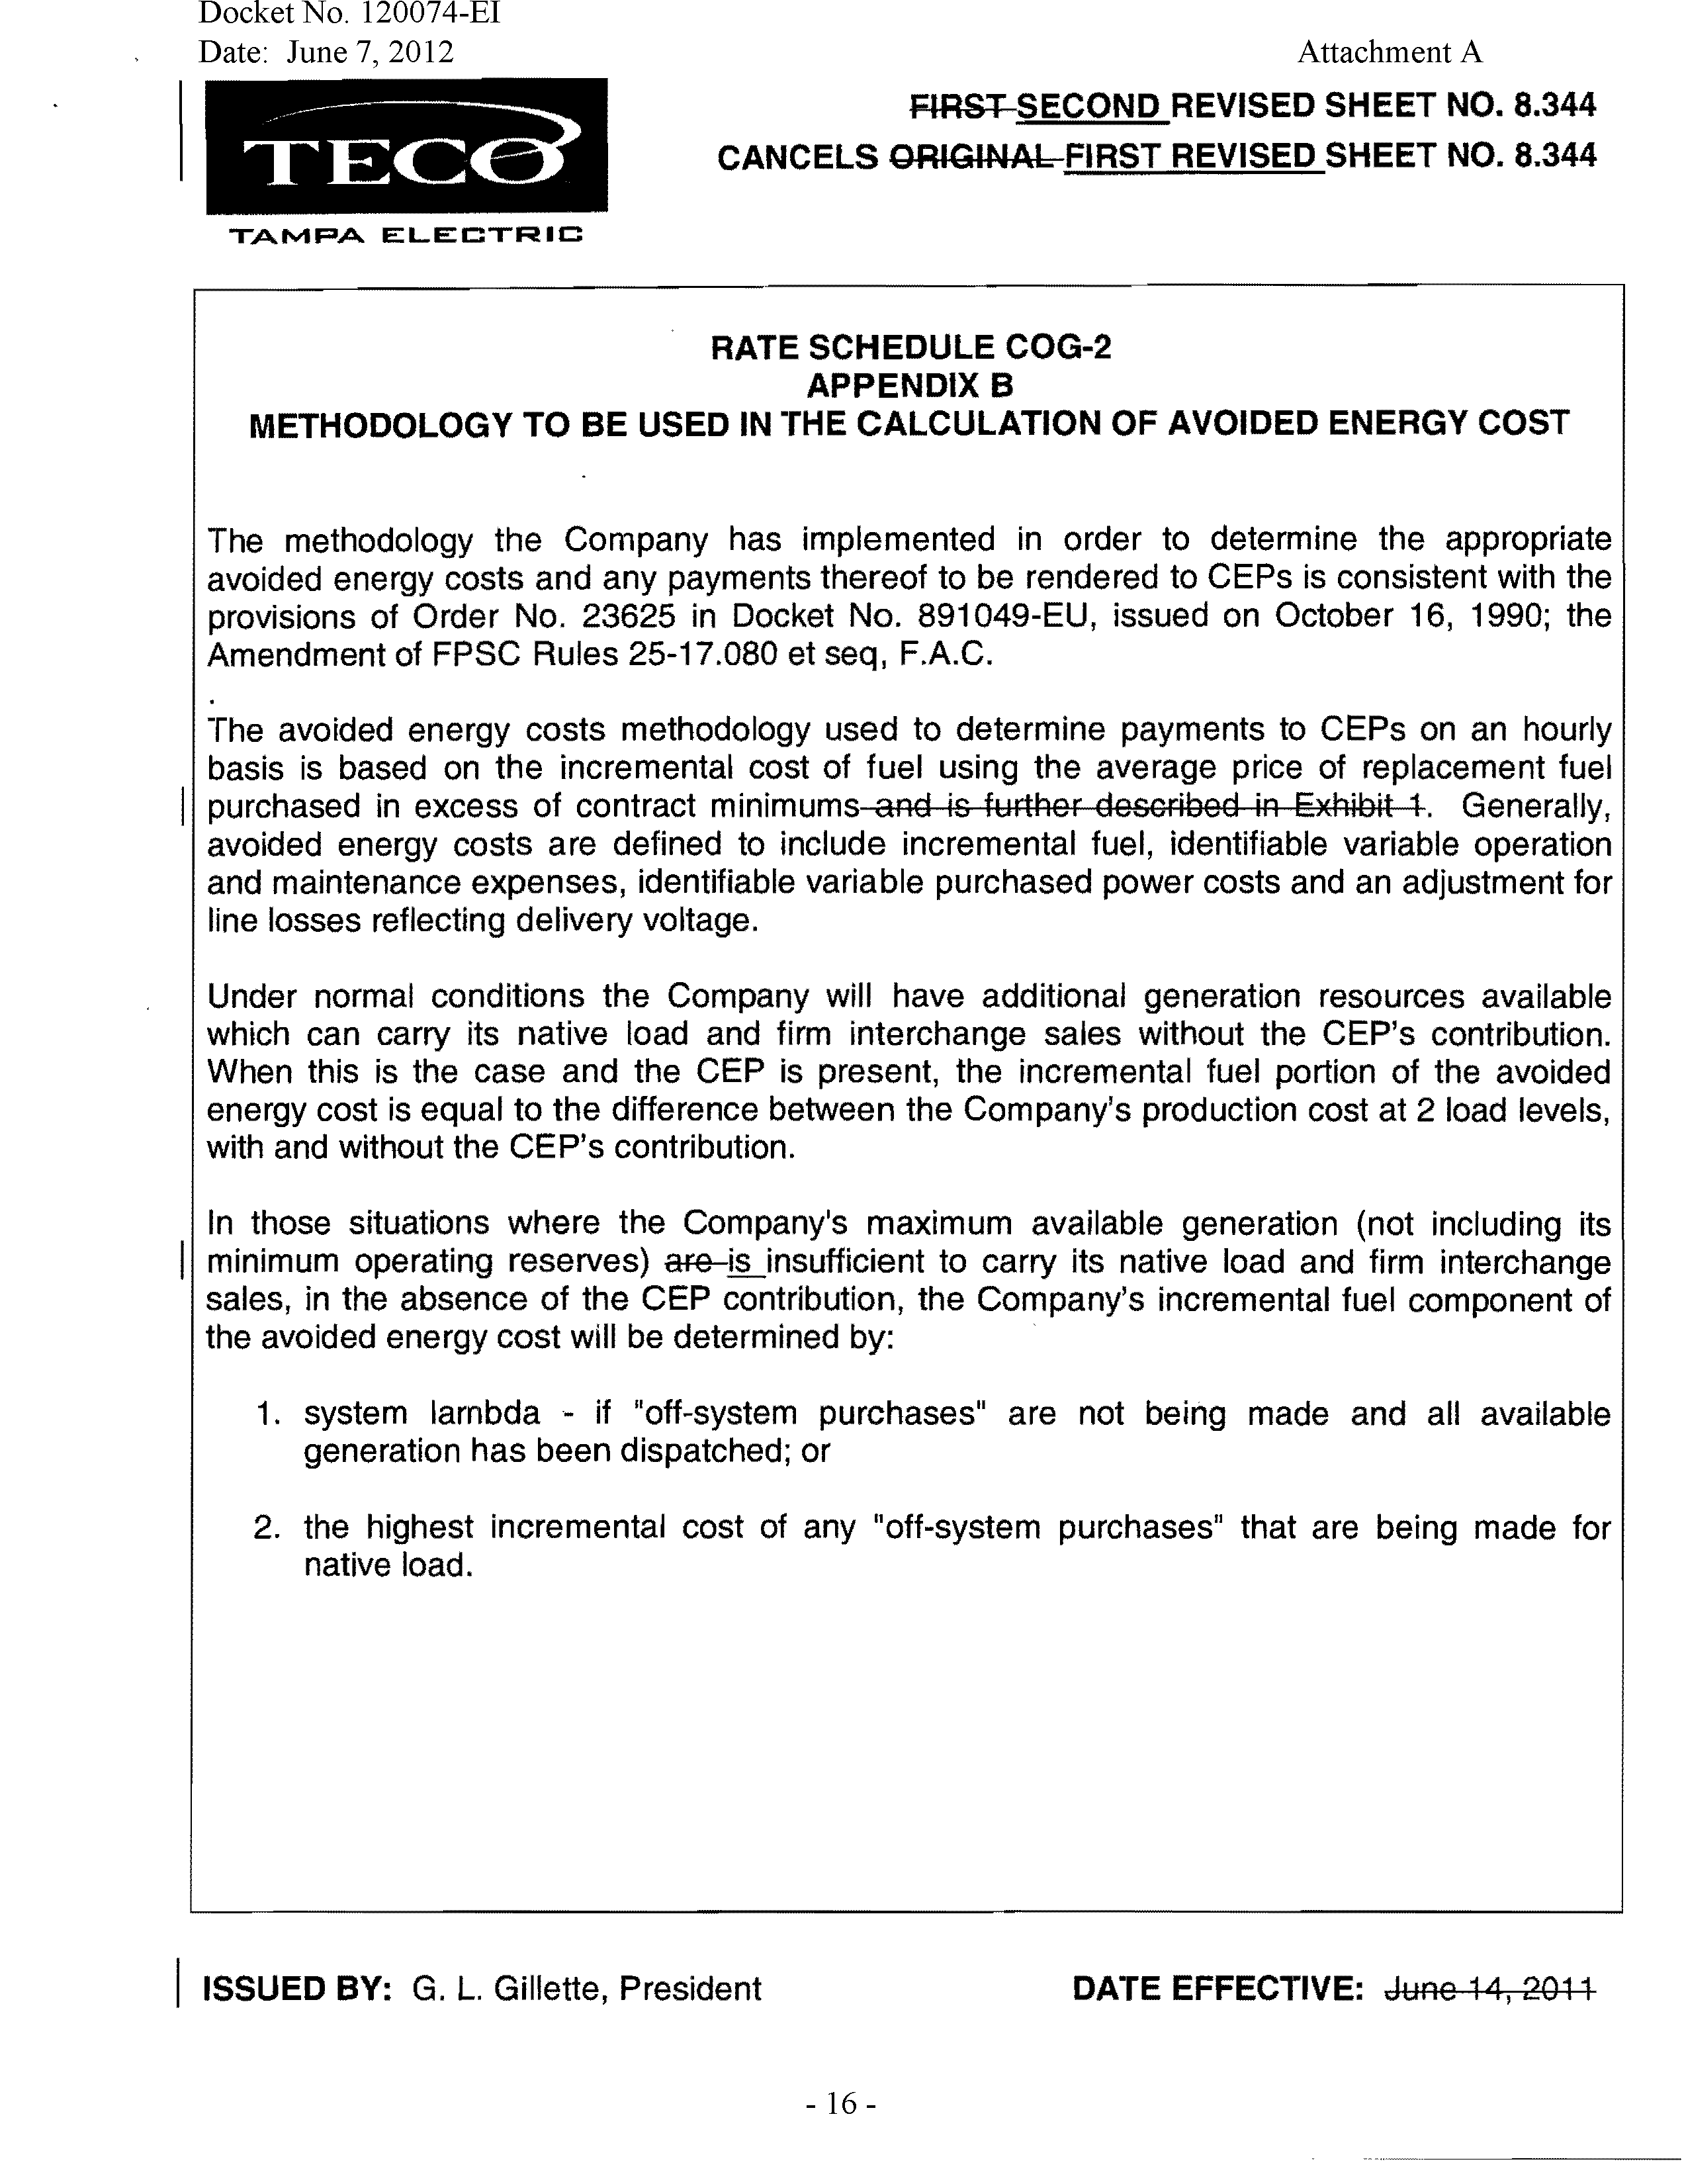 Docket No. 120074-EI
Date: June 7, 2012
Attachment A
FIRST SECOND REVISED SHEET NO. 8.344
CANCELS ORIGINAL FIRST REVISED SHEET NO. 8.344
TECO
TAMPA ELECTRIC
RATE SCHEDULE COG-2
APPENDIX B
METHODOLOGY TO BE USED IN THE CALCULATION OF AVOIDED ENERGY COST
The methodology the Company has implemented in order to determine the appropriate
avoided energy costs and any payments thereof to be rendered to CEPs is consistent with the
provisions of Order No. 23625 in Docket No. 891049-EU, issued on October 16, 1990; the
Amendment of FPSC Rules 25-17.080 et seq, F.A.C.
The avoided energy costs methodology used to determine payments to CEPs on an hourly
basis is based on the incremental cost of fuel using the average price of replacement fuel
purchased in excess of contract minimums and is further described in Exhibit 1. Generally,
avoided energy costs are defined to include incremental fuel, identifiable variable operation
and maintenance expenses, identifiable variable purchased power costs and an adjustment for
line losses reflecting delivery voltage.
Under normal conditions the Company will have additional generation resources available
which can carry its native load and firm interchange sales without the CEP's contribution.
When this is the case and the CEP is present, the incremental fuel portion of the avoided
energy cost is equal to the difference between the Company's production cost at 2 load levels,
with and without the CEP's contribution.
In those situations where the Company's maximum available generation (not including its
minimum operating reserves) are is insufficient to carry its native load and firm interchange
sales, in the absence of the CEP contribution, the Company's incremental fuel component of
the avoided energy cost will be determined by:
1. system lambda - if "off-system purchases" are not being made and all available
generation has been dispatched; or
2. the highest incremental cost of any "off-system purchases" that are being made for
native load.
ISSUED BY: G. L. Gillette, President
DATE EFFECTIVE: June 14, 2011
- 16 -